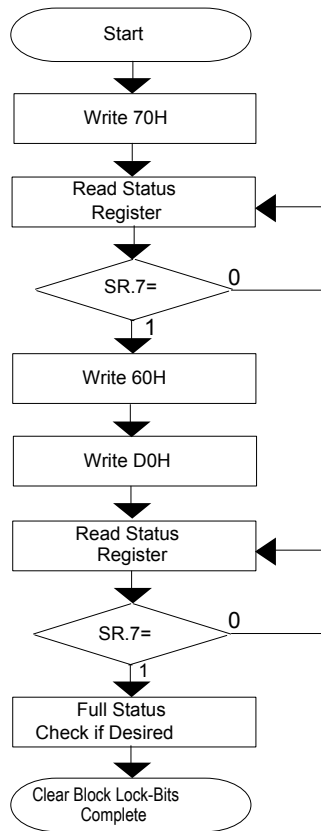 Start
Write 70H
Read Status
Register
SR.7=
0
1
Write 60H
Write D0H
Read Status
Register
SR.7=
0
1
Full Status
Check if Desired
Clear Block Lock-Bits
Complete